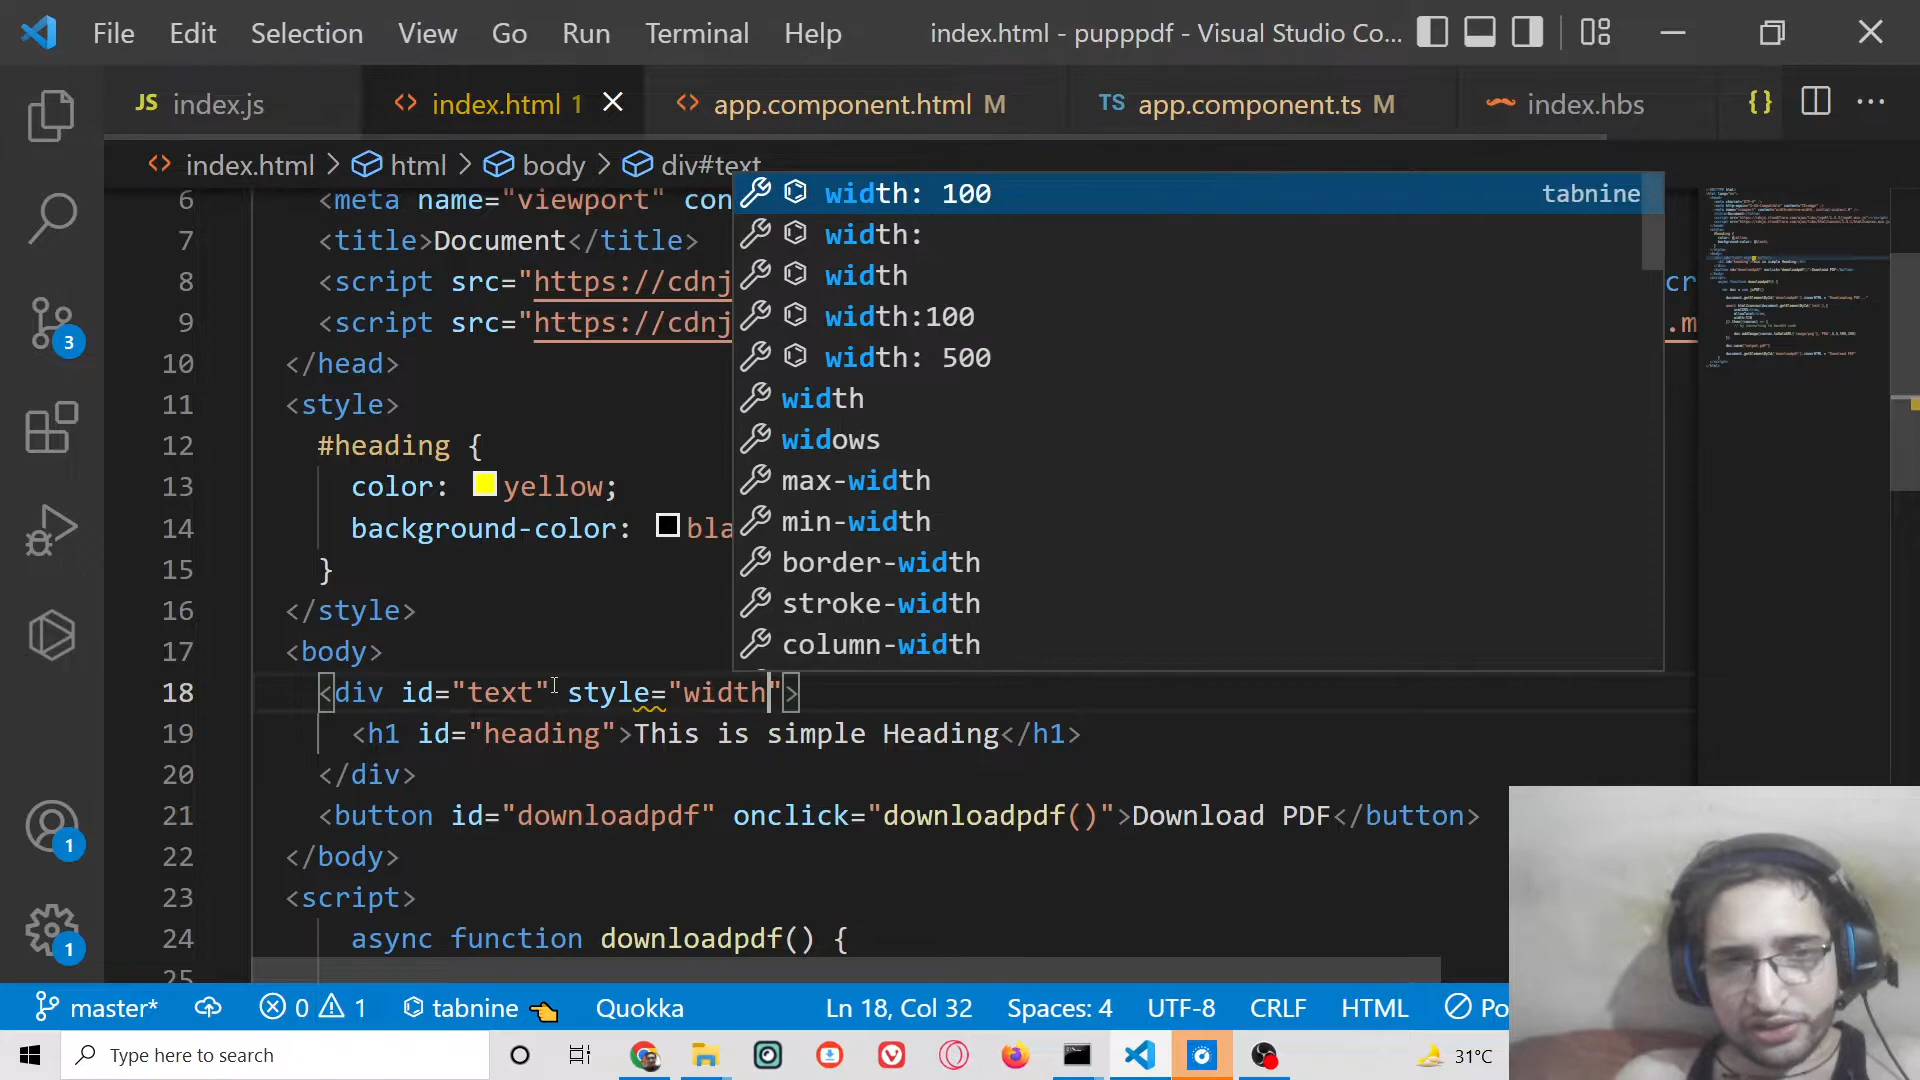 File Edit Selection View Go Run Terminal Help index.html - pupppdf - Visual Studio Co...
JS index.js <> index.html 1 <> app.component.html M TS app.component.ts M index.hbs {} ...
<> index.html > html > body > div#text
6 <meta name="viewport" con
7 <title>Document</title>
8 <script src="https://cdnj cr
9 <script src="https://cdnj .m
10 </head>
11 <style>
12 #heading {
13 color: yellow;
14 background-color: bla
15 }
16 </style>
17 <body>
18 <div id="text" style="width">
19 <h1 id="heading">This is simple Heading</h1>
20 </div>
21 <button id="downloadpdf" onclick="downloadpdf()">Download PDF</button>
22 </body>
23 <script>
24 async function downloadpdf() {
25
width: 100 tabnine
width:
width
width:100
width: 500
width
widows
max-width
min-width
border-width
stroke-width
column-width
3
1
1
master* 0 1 tabnine Quokka Ln 18, Col 32 Spaces: 4 UTF-8 CRLF HTML Po
Type here to search 31°C